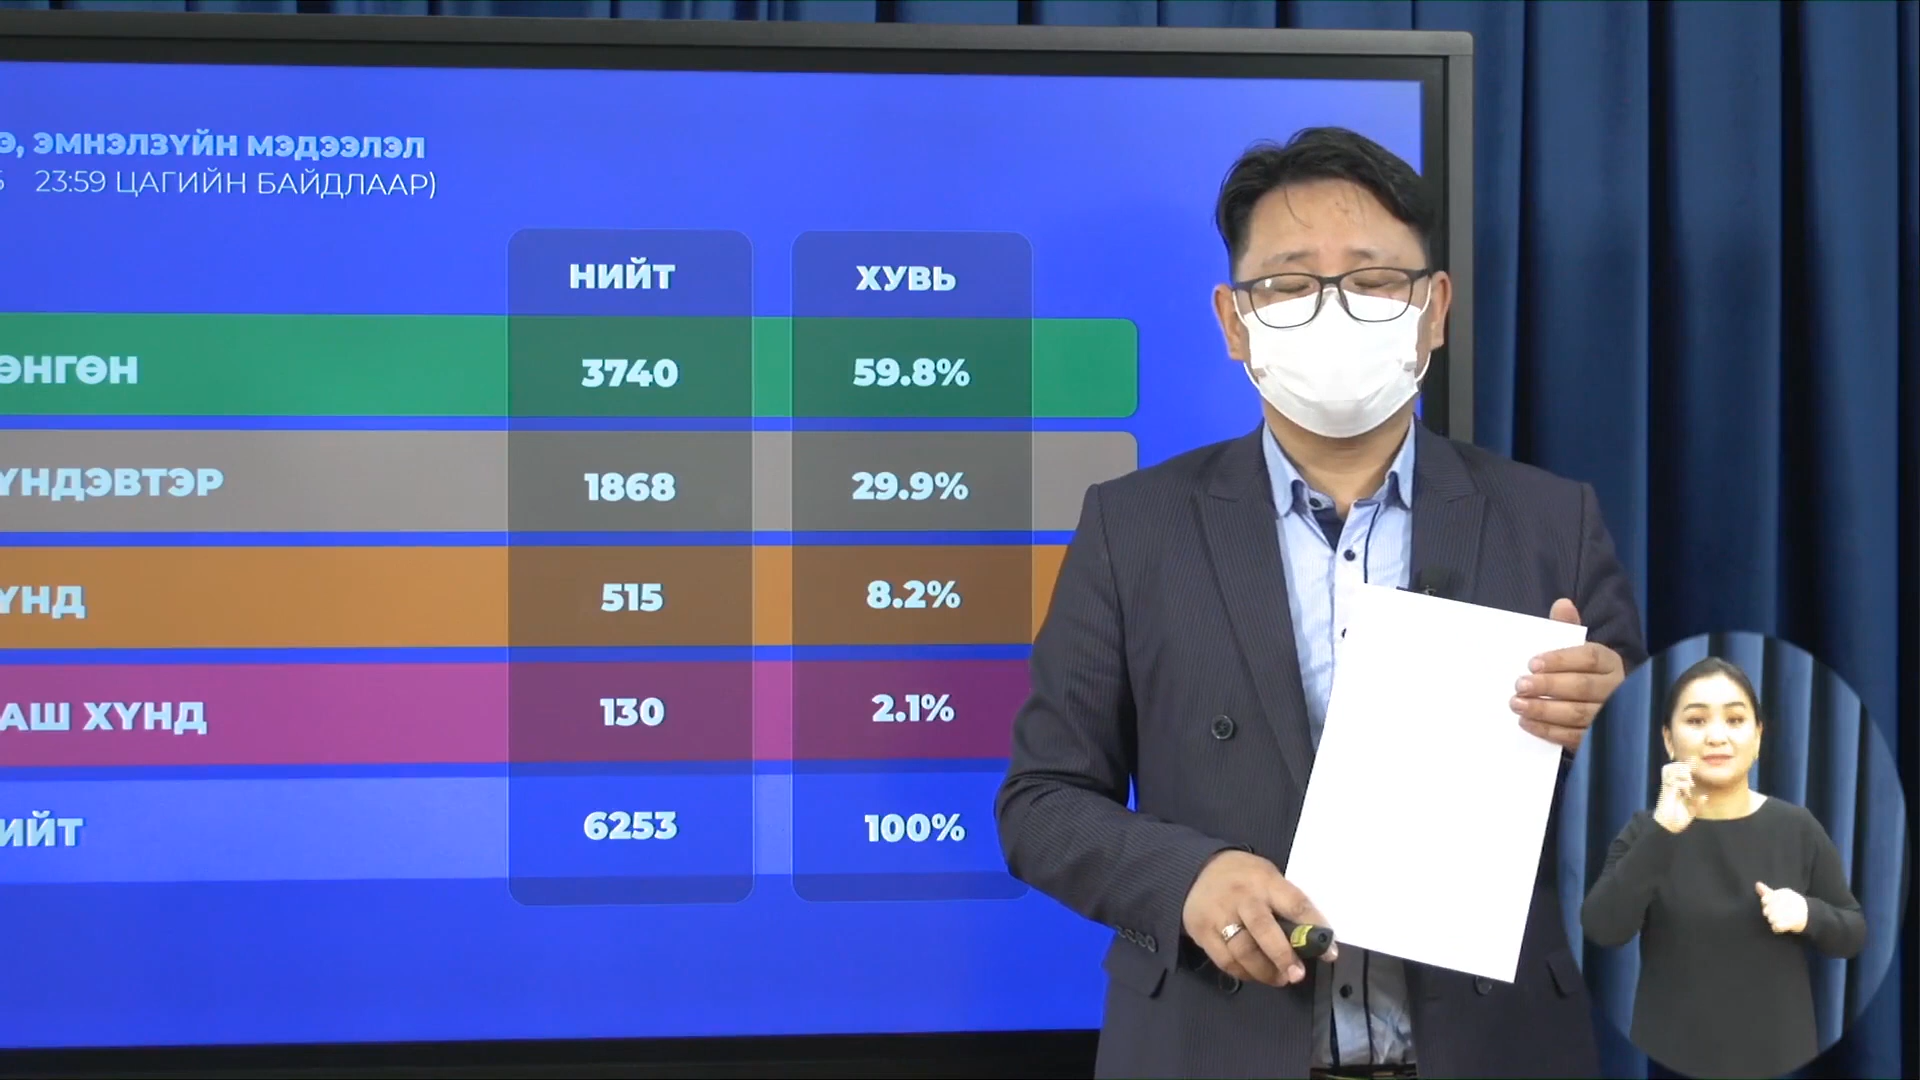 Э, ЭМНЭЛЗҮЙН МЭДЭЭЛЭЛ
23:59 ЦАГИЙН БАЙДЛААР)
НИЙТ ХУВЬ
ӨНГӨН 3740 59.8%
ҮНДЭВТЭР 1868 29.9%
ҮНД 515 8.2%
АШ ХҮНД 130 2.1%
ИЙТ 6253 100%